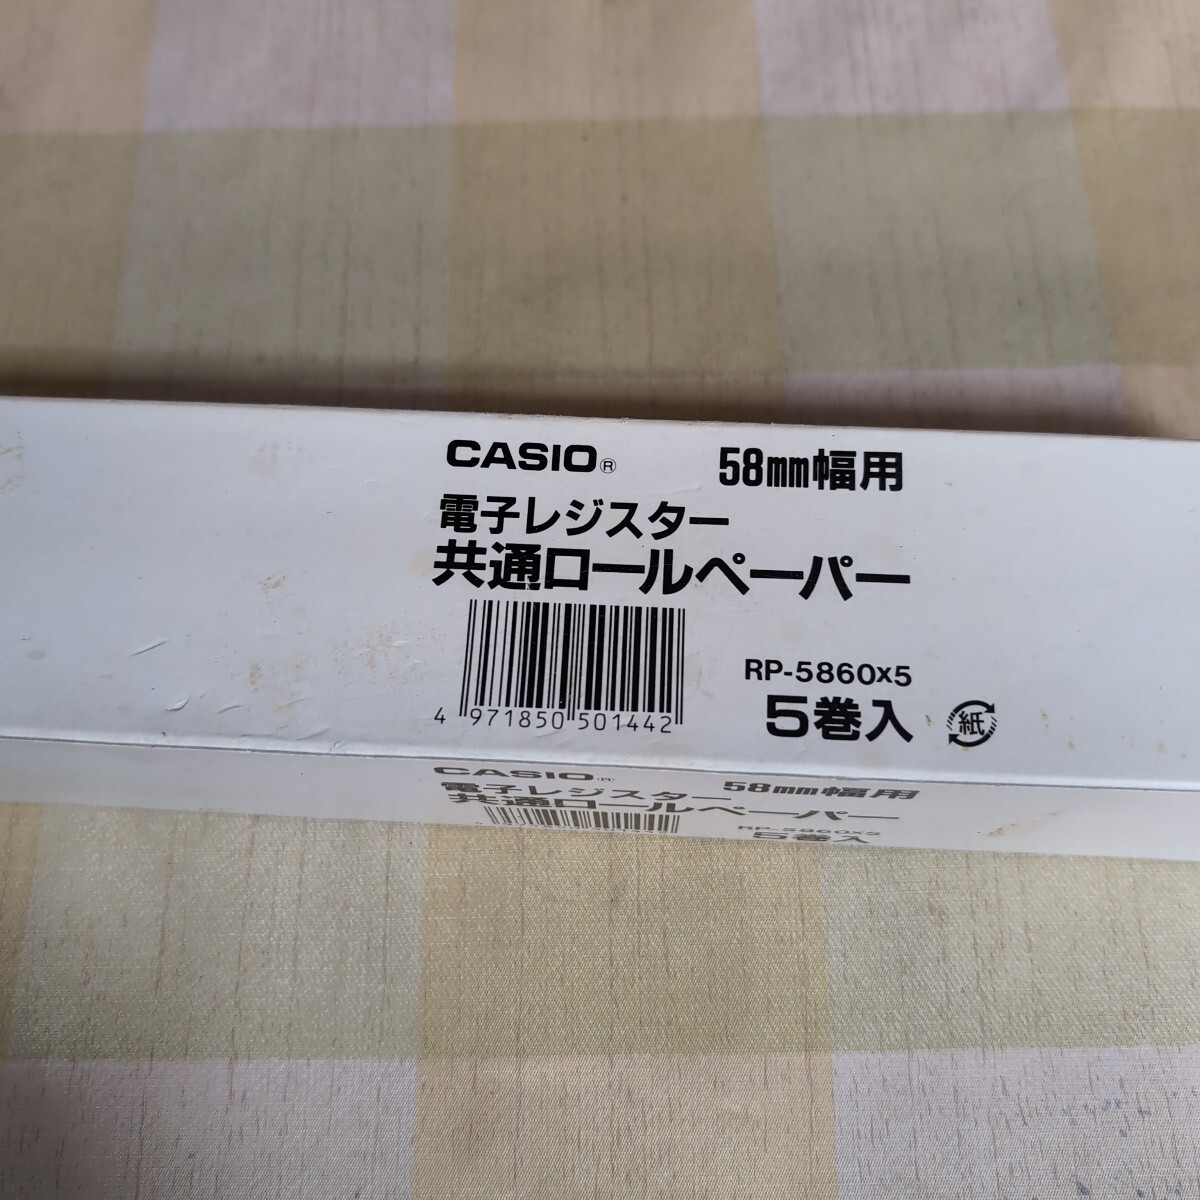 CASIO® 58mm幅用
電子レジスター
共通ロールペーパー
RP-5860x5
4 971850 501442
5巻入
紙
CASIO® 58mm幅用
電子レジスター
共通ロールペーパー
RP-5860x5
5巻入